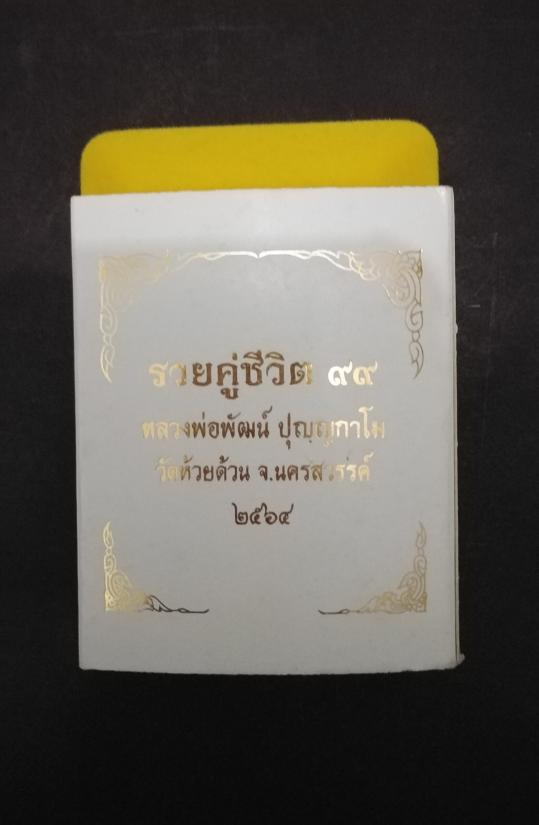 รวยคู่ชีวิต ๙๙
หลวงพ่อพัฒน์ ปุญญกาโม
วัดห้วยด้วน จ.นครสวรรค์
๒๕๖๔